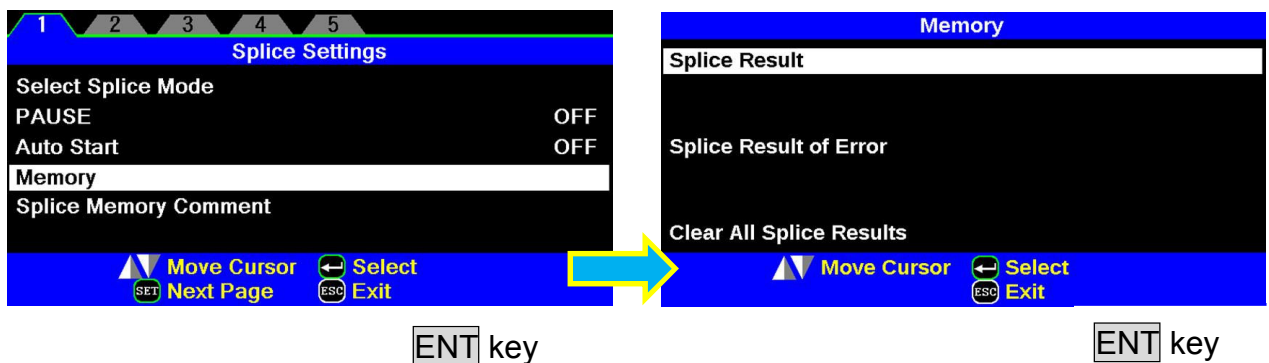 1 2 3 4 5
Splice Settings
Select Splice Mode
PAUSE OFF
Auto Start OFF
Memory
Splice Memory Comment
Move Cursor Select
SET Next Page ESC Exit
ENT key
Memory
Splice Result
Splice Result of Error
Clear All Splice Results
Move Cursor Select
ESC Exit
ENT key